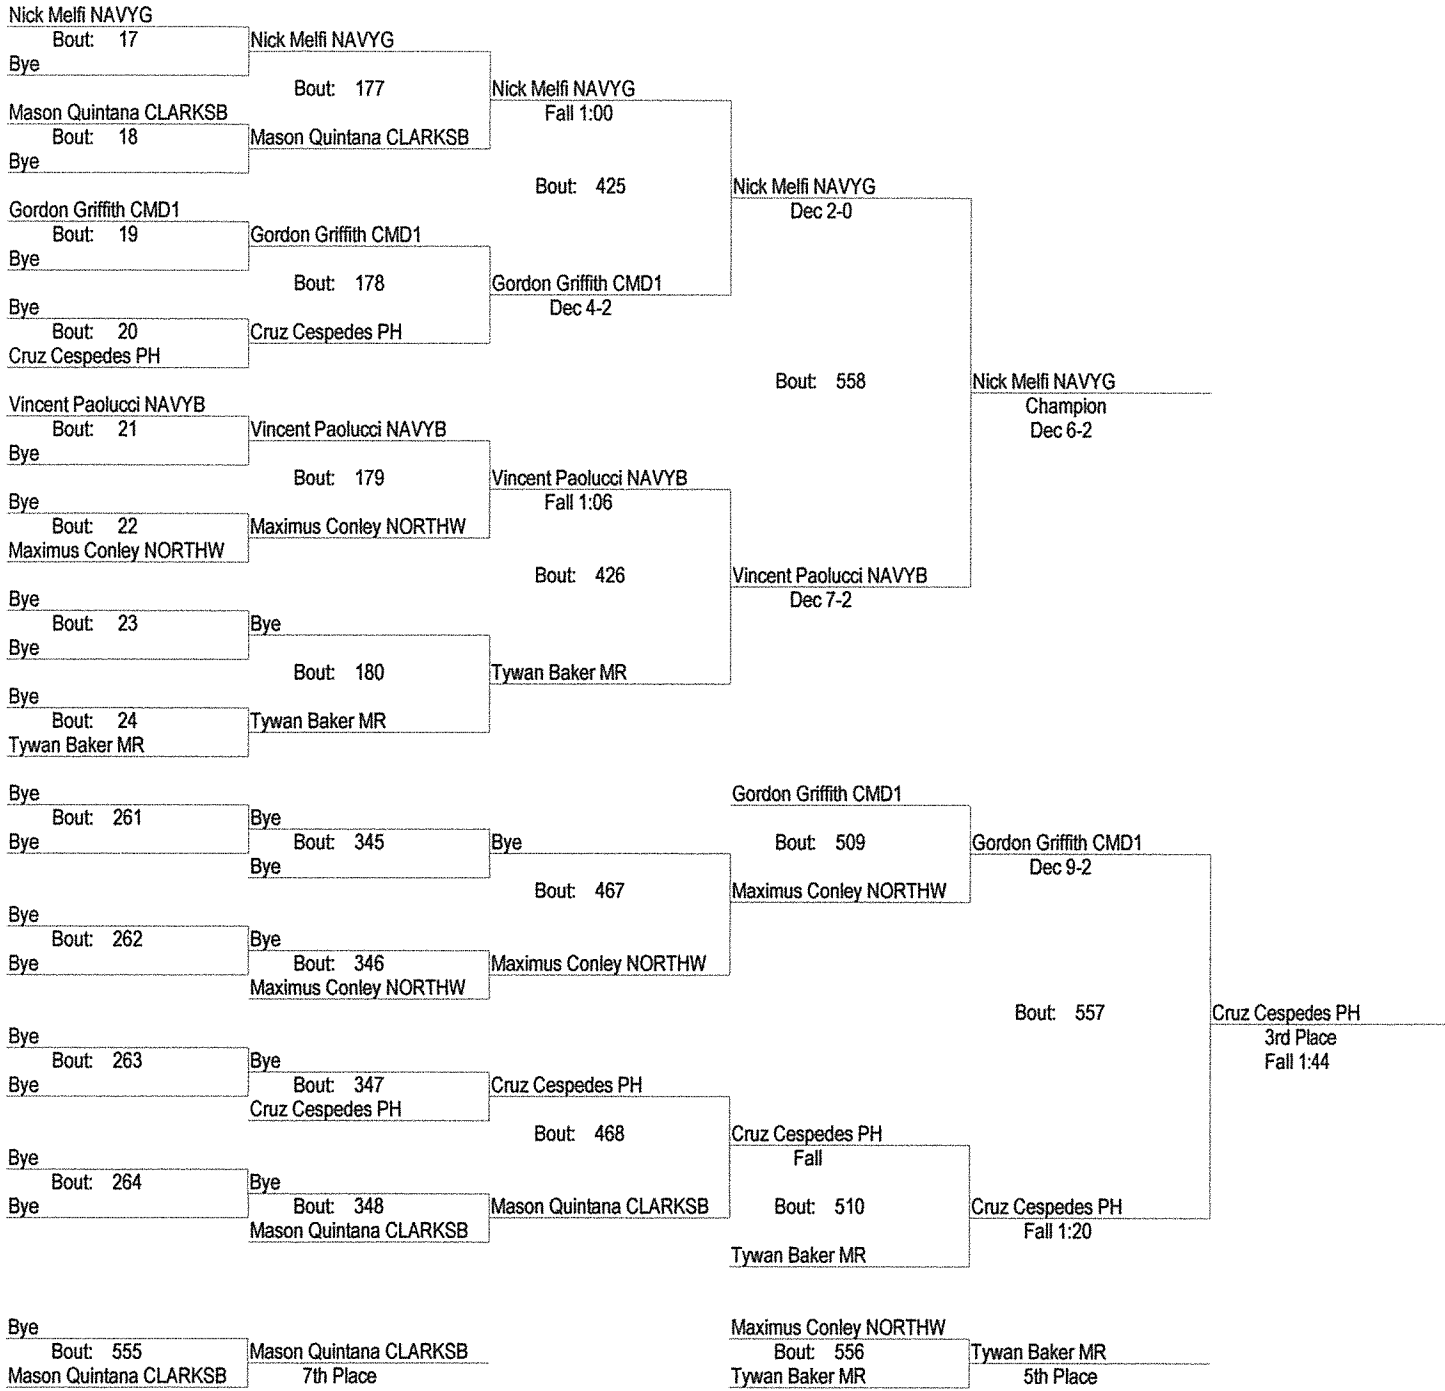 Nick Melfi NAVYG
Bout: 17
Nick Melfi NAVYG
Bye
Bout: 177
Nick Melfi NAVYG
Mason Quintana CLARKSB
Fall 1:00
Bout: 18
Mason Quintana CLARKSB
Bye
Bout: 425
Nick Melfi NAVYG
Gordon Griffith CMD1
Dec 2-0
Bout: 19
Gordon Griffith CMD1
Bye
Bout: 178
Gordon Griffith CMD1
Bye
Dec 4-2
Bout: 20
Cruz Cespedes PH
Cruz Cespedes PH
Bout: 558
Nick Melfi NAVYG
Vincent Paolucci NAVYB
Champion
Bout: 21
Vincent Paolucci NAVYB
Dec 6-2
Bye
Bout: 179
Vincent Paolucci NAVYB
Bye
Fall 1:06
Bout: 22
Maximus Conley NORTHW
Maximus Conley NORTHW
Bout: 426
Vincent Paolucci NAVYB
Bye
Dec 7-2
Bout: 23
Bye
Bye
Bout: 180
Tywan Baker MR
Bye
Bout: 24
Tywan Baker MR
Tywan Baker MR
Bye
Gordon Griffith CMD1
Bout: 261
Bye
Bye
Bout: 345
Bye
Bout: 509
Gordon Griffith CMD1
Bye
Dec 9-2
Bout: 467
Maximus Conley NORTHW
Bye
Bout: 262
Bye
Bye
Bout: 346
Maximus Conley NORTHW
Maximus Conley NORTHW
Bout: 557
Cruz Cespedes PH
Bye
3rd Place
Bout: 263
Bye
Fall 1:44
Bye
Bout: 347
Cruz Cespedes PH
Cruz Cespedes PH
Bout: 468
Cruz Cespedes PH
Bye
Fall
Bout: 264
Bye
Bye
Bout: 348
Mason Quintana CLARKSB
Bout: 510
Cruz Cespedes PH
Mason Quintana CLARKSB
Fall 1:20
Tywan Baker MR
Bye
Maximus Conley NORTHW
Bout: 555
Mason Quintana CLARKSB
Bout: 556
Tywan Baker MR
Mason Quintana CLARKSB
7th Place
Tywan Baker MR
5th Place